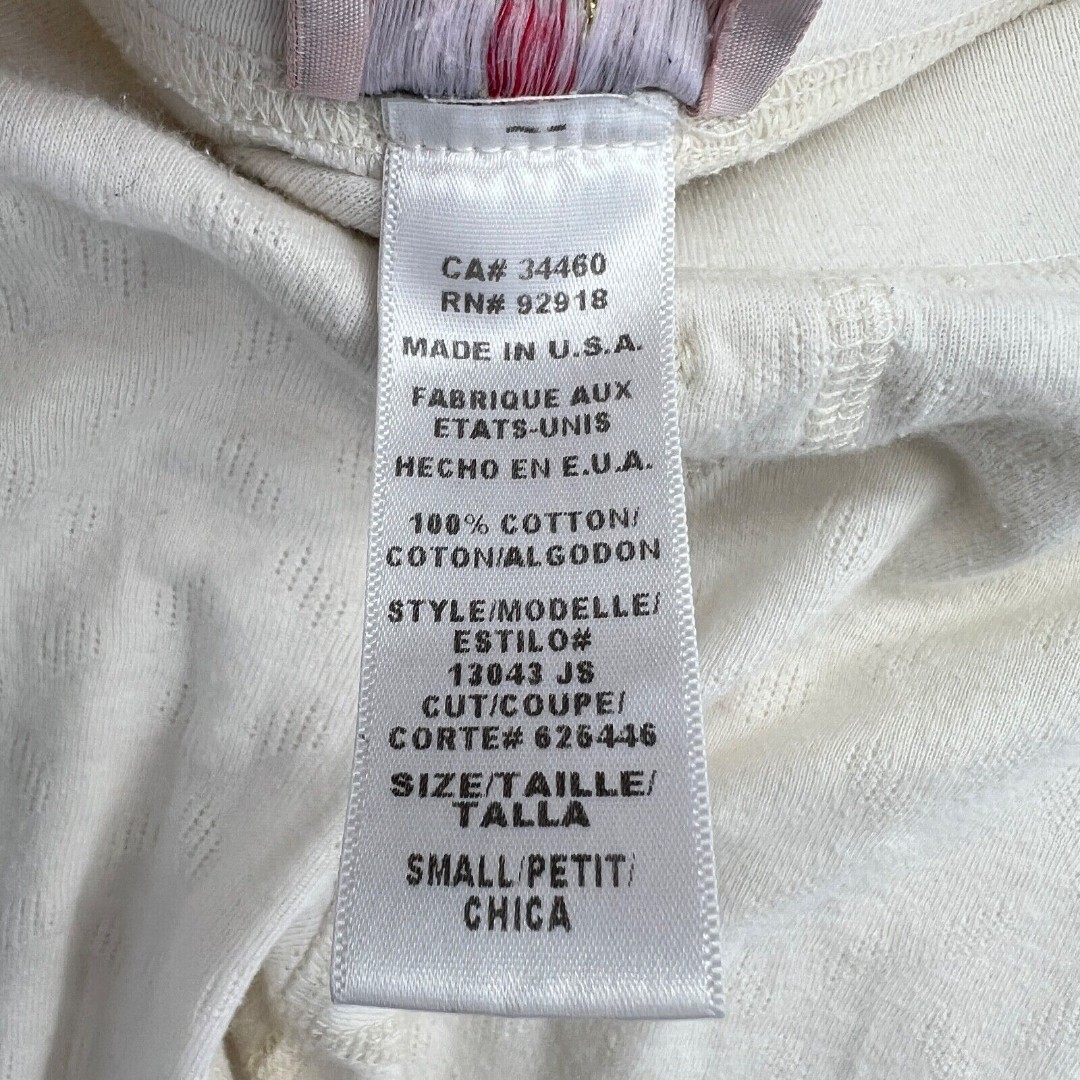 CA# 34460
RN# 92918
MADE IN U.S.A.
FABRIQUE AUX
ETATS-UNIS
HECHO EN E.U.A.
100% COTTON/
COTON/ALGODON
STYLE/MODELLE/
ESTILO#
13043 JS
CUT/COUPE/
CORTE# 626446
SIZE/TAILLE/
TALLA
SMALL/PETIT/
CHICA